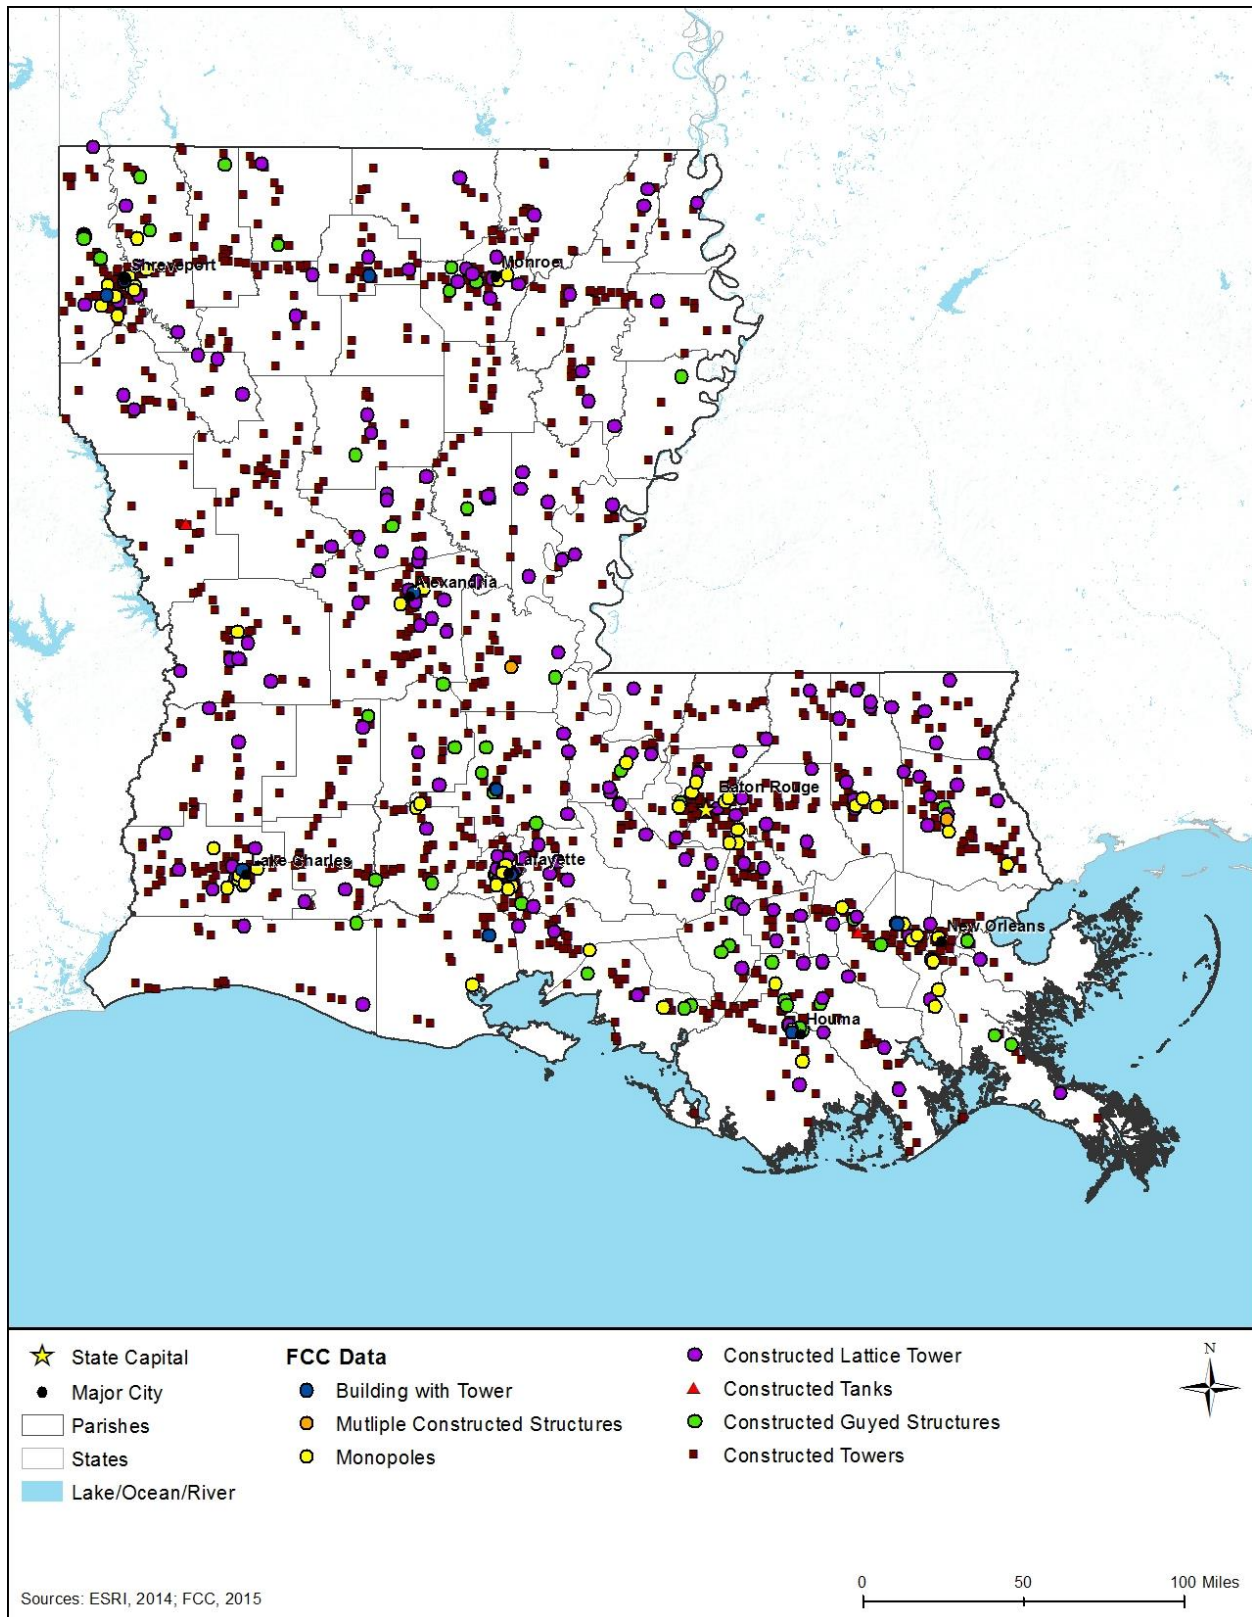 Shreveport
Monroe
Alexandria
Baton Rouge
Lake Charles
Lafayette
New Orleans
Houma
State Capital
Major City
Parishes
States
Lake/Ocean/River
FCC Data
Building with Tower
Mutliple Constructed Structures
Monopoles
Constructed Lattice Tower
Constructed Tanks
Constructed Guyed Structures
Constructed Towers
N
Sources: ESRI, 2014; FCC, 2015
0 50 100 Miles